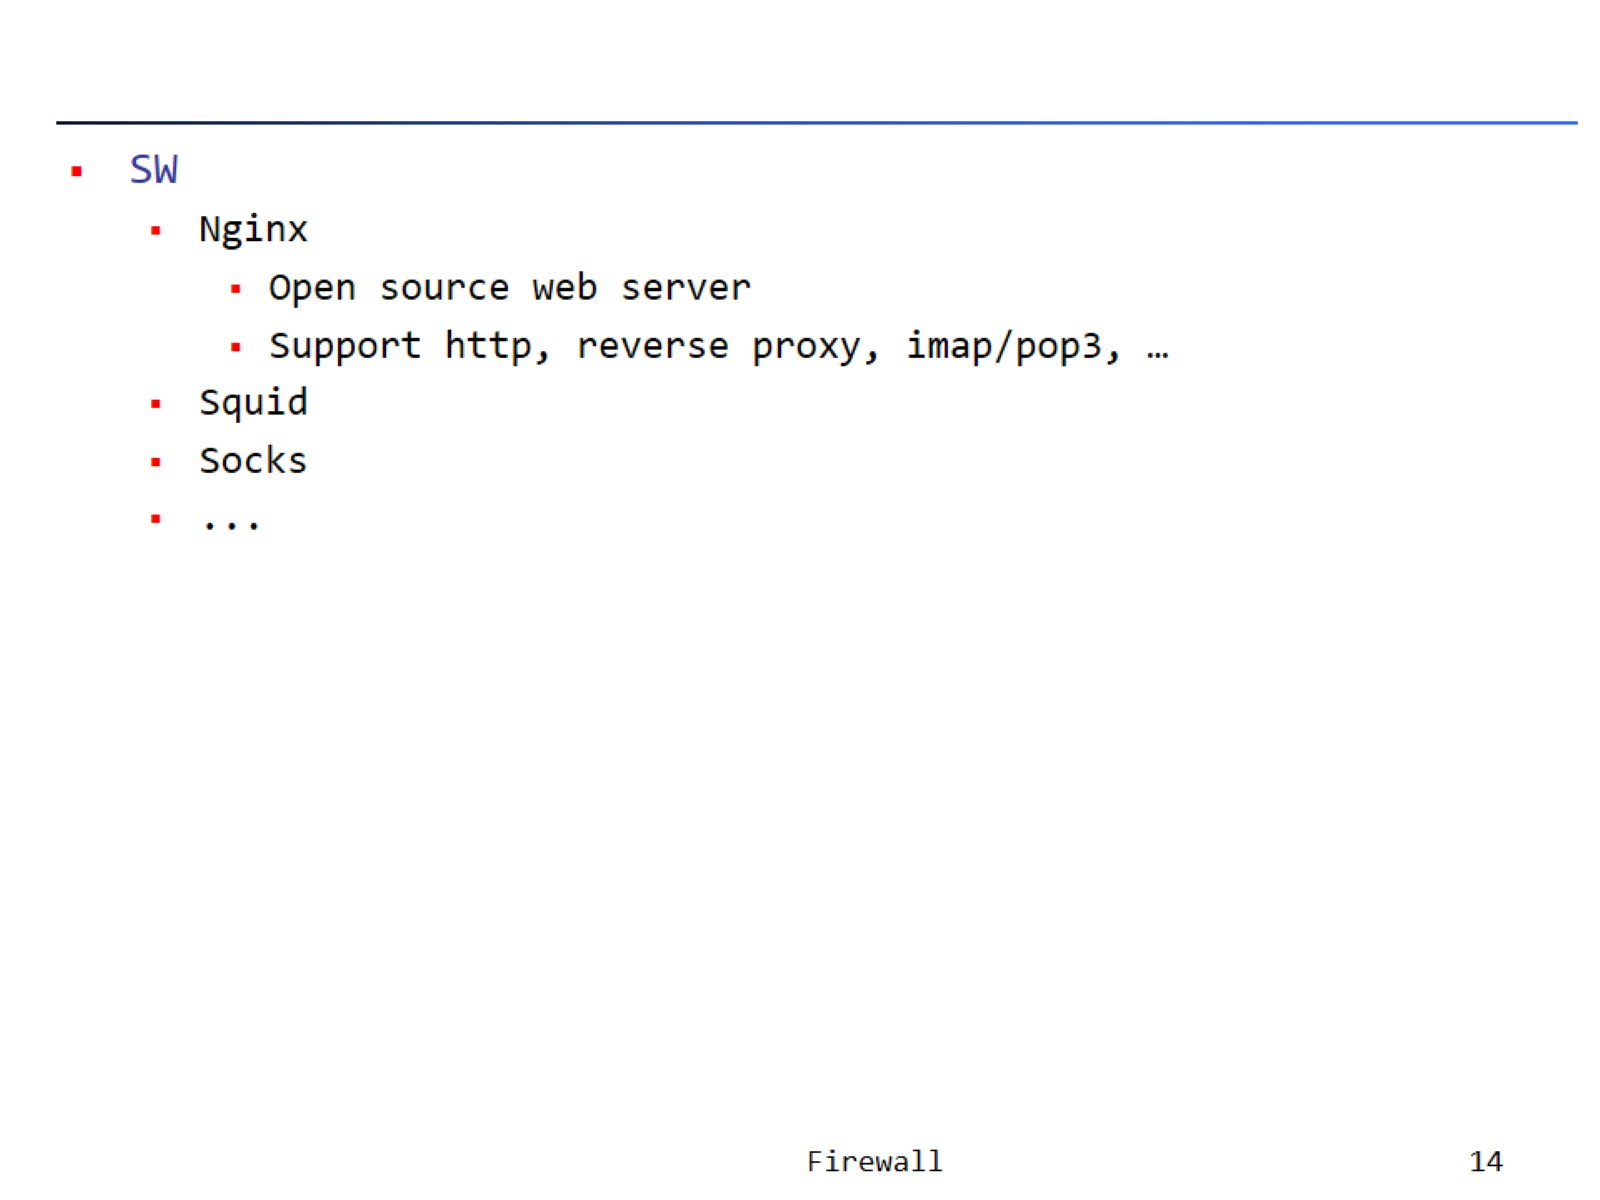 SW
Nginx
Open source web server
Support http, reverse proxy, imap/pop3, …
Squid
Socks
...
Firewall
14